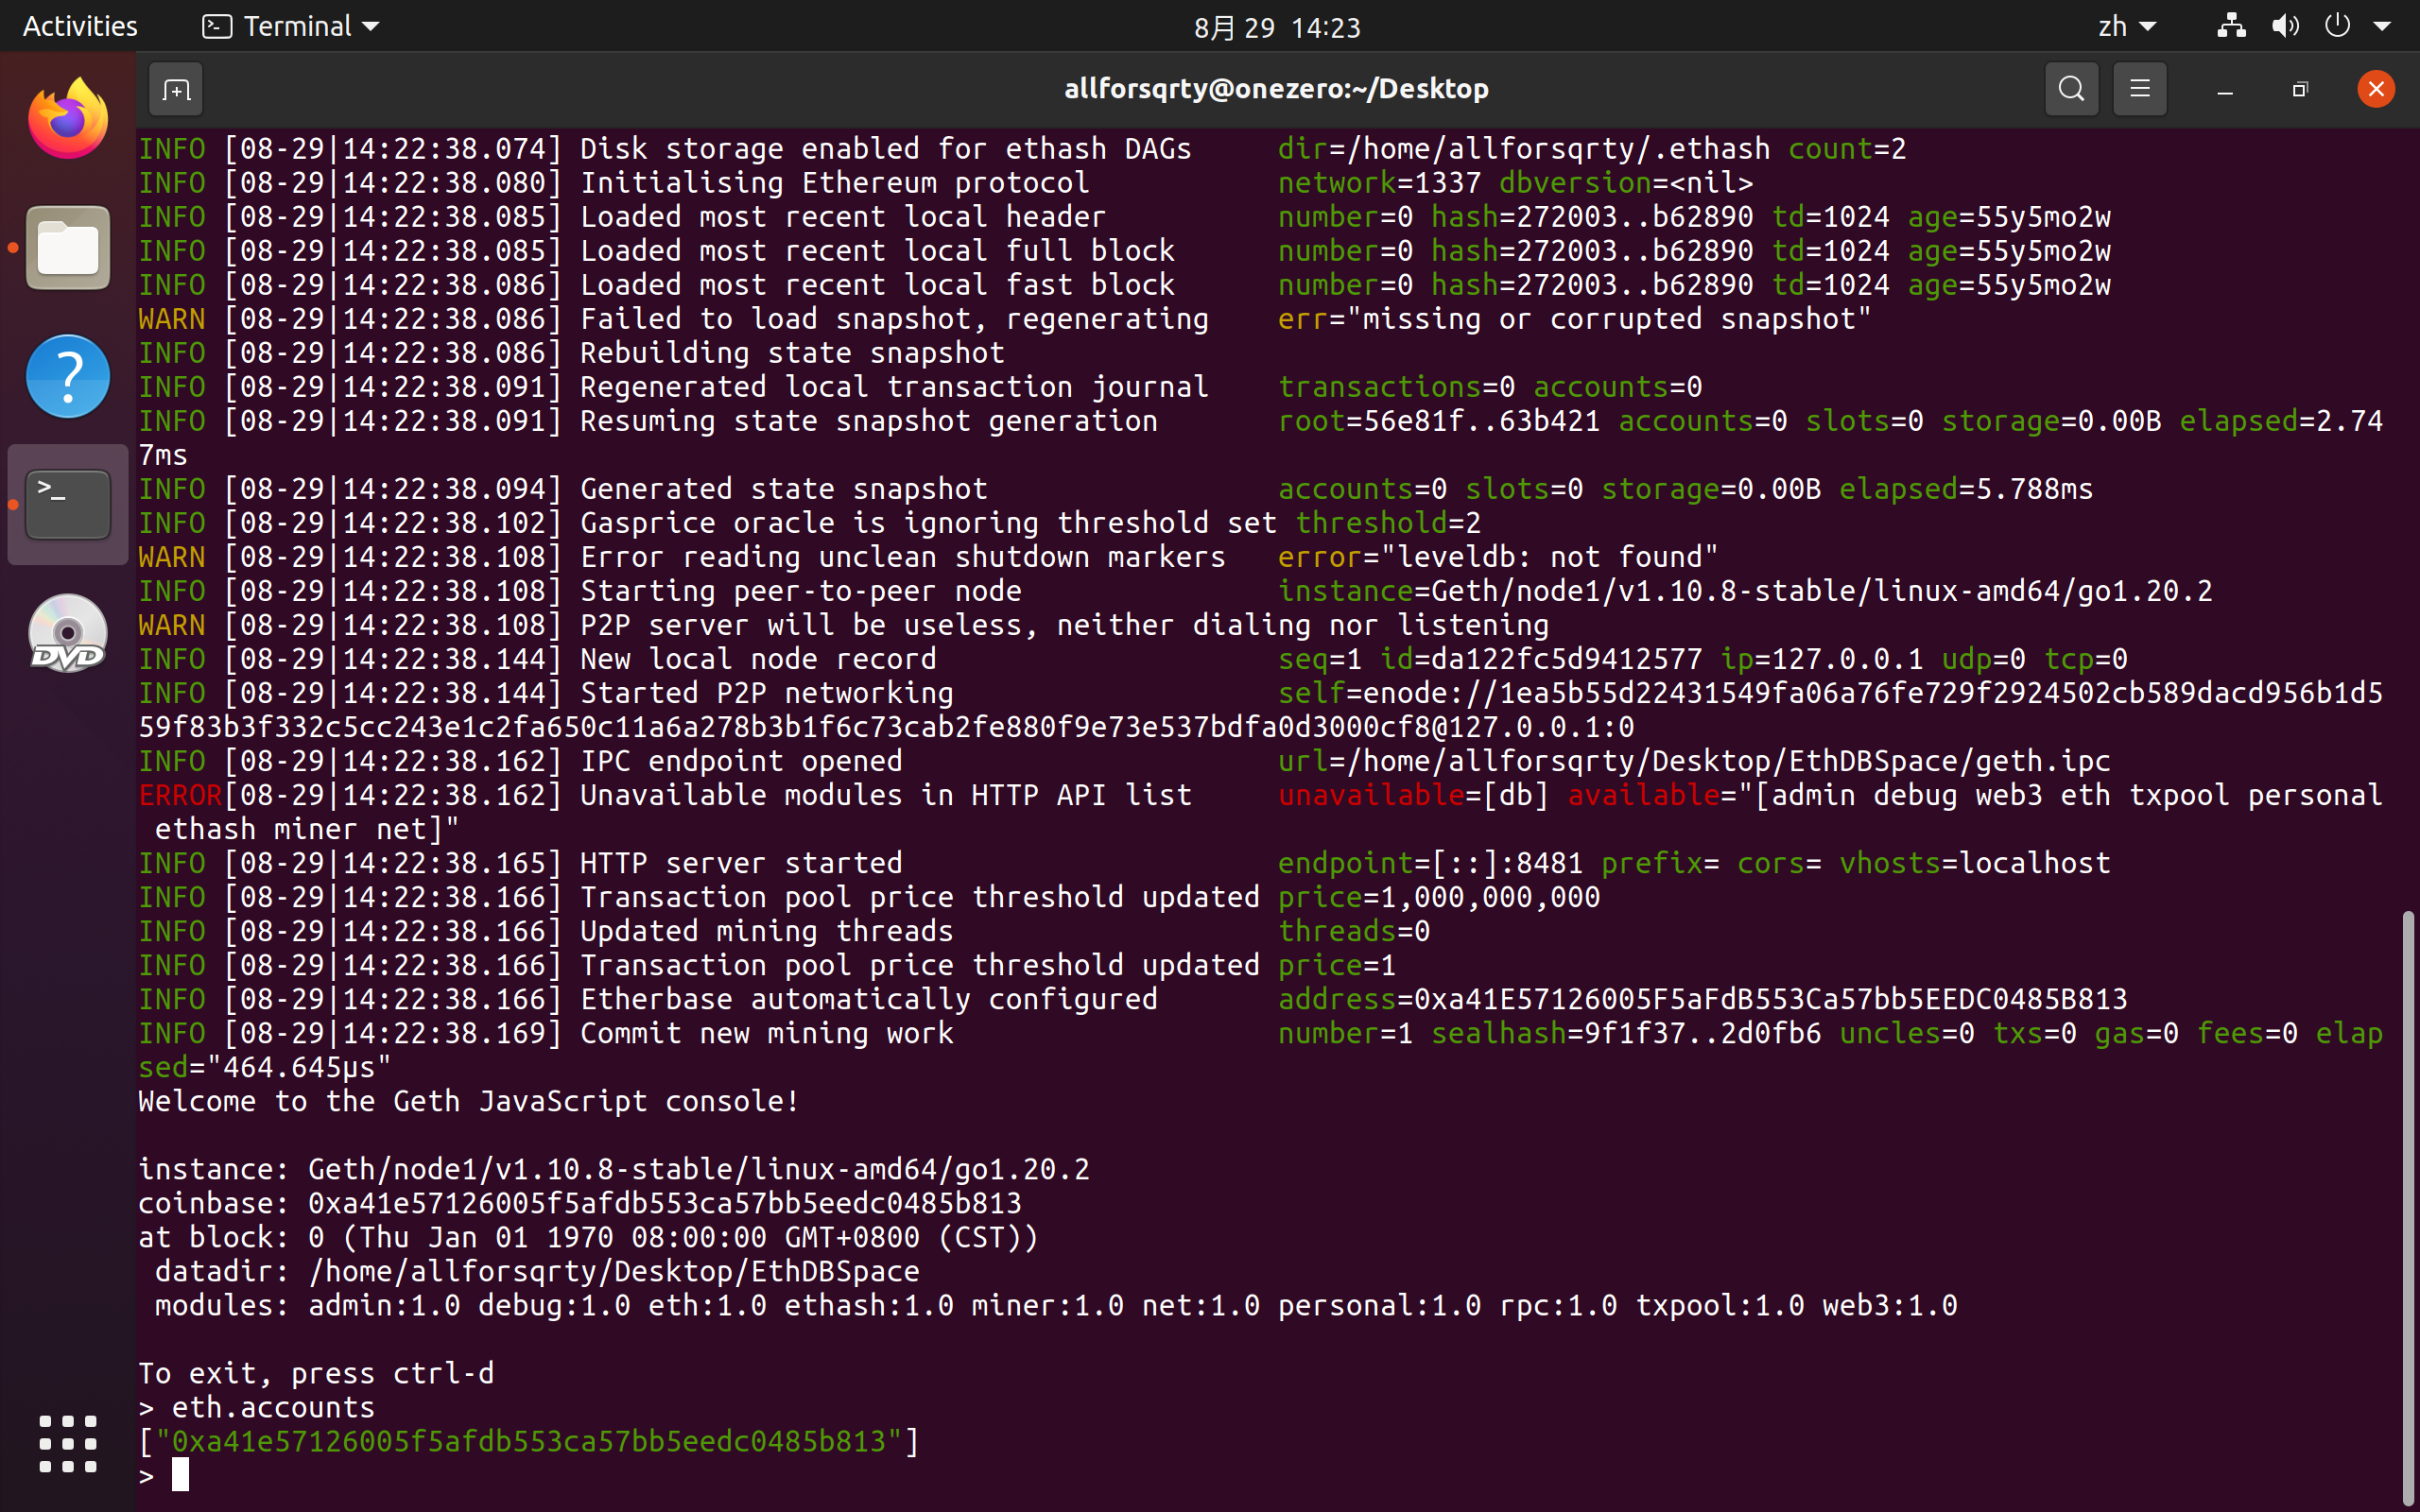 Activities Terminal 8月 29 14:23 zh
allforsqrty@onezero:~/Desktop
INFO [08-29|14:22:38.074] Disk storage enabled for ethash DAGs dir=/home/allforsqrty/.ethash count=2
INFO [08-29|14:22:38.080] Initialising Ethereum protocol network=1337 dbversion=<nil>
INFO [08-29|14:22:38.085] Loaded most recent local header number=0 hash=272003..b62890 td=1024 age=55y5mo2w
INFO [08-29|14:22:38.085] Loaded most recent local full block number=0 hash=272003..b62890 td=1024 age=55y5mo2w
INFO [08-29|14:22:38.086] Loaded most recent local fast block number=0 hash=272003..b62890 td=1024 age=55y5mo2w
WARN [08-29|14:22:38.086] Failed to load snapshot, regenerating err="missing or corrupted snapshot"
INFO [08-29|14:22:38.086] Rebuilding state snapshot
INFO [08-29|14:22:38.091] Regenerated local transaction journal transactions=0 accounts=0
INFO [08-29|14:22:38.091] Resuming state snapshot generation root=56e81f..63b421 accounts=0 slots=0 storage=0.00B elapsed=2.74
7ms
INFO [08-29|14:22:38.094] Generated state snapshot accounts=0 slots=0 storage=0.00B elapsed=5.788ms
INFO [08-29|14:22:38.102] Gasprice oracle is ignoring threshold set threshold=2
WARN [08-29|14:22:38.108] Error reading unclean shutdown markers error="leveldb: not found"
INFO [08-29|14:22:38.108] Starting peer-to-peer node instance=Geth/node1/v1.10.8-stable/linux-amd64/go1.20.2
WARN [08-29|14:22:38.108] P2P server will be useless, neither dialing nor listening
INFO [08-29|14:22:38.144] New local node record seq=1 id=da122fc5d9412577 ip=127.0.0.1 udp=0 tcp=0
INFO [08-29|14:22:38.144] Started P2P networking self=enode://1ea5b55d22431549fa06a76fe729f2924502cb589dacd956b1d5
59f83b3f332c5cc243e1c2fa650c11a6a278b3b1f6c73cab2fe880f9e73e537bdfa0d3000cf8@127.0.0.1:0
INFO [08-29|14:22:38.162] IPC endpoint opened url=/home/allforsqrty/Desktop/EthDBSpace/geth.ipc
ERROR[08-29|14:22:38.162] Unavailable modules in HTTP API list unavailable=[db] available="[admin debug web3 eth txpool personal
ethash miner net]"
INFO [08-29|14:22:38.165] HTTP server started endpoint=[::]:8481 prefix= cors= vhosts=localhost
INFO [08-29|14:22:38.166] Transaction pool price threshold updated price=1,000,000,000
INFO [08-29|14:22:38.166] Updated mining threads threads=0
INFO [08-29|14:22:38.166] Transaction pool price threshold updated price=1
INFO [08-29|14:22:38.166] Etherbase automatically configured address=0xa41E57126005F5aFdB553Ca57bb5EEDC0485B813
INFO [08-29|14:22:38.169] Commit new mining work number=1 sealhash=9f1f37..2d0fb6 uncles=0 txs=0 gas=0 fees=0 elap
sed="464.645µs"
Welcome to the Geth JavaScript console!
instance: Geth/node1/v1.10.8-stable/linux-amd64/go1.20.2
coinbase: 0xa41e57126005f5afdb553ca57bb5eedc0485b813
at block: 0 (Thu Jan 01 1970 08:00:00 GMT+0800 (CST))
datadir: /home/allforsqrty/Desktop/EthDBSpace
modules: admin:1.0 debug:1.0 eth:1.0 ethash:1.0 miner:1.0 net:1.0 personal:1.0 rpc:1.0 txpool:1.0 web3:1.0
To exit, press ctrl-d
> eth.accounts
["0xa41e57126005f5afdb553ca57bb5eedc0485b813"]
>
DVD